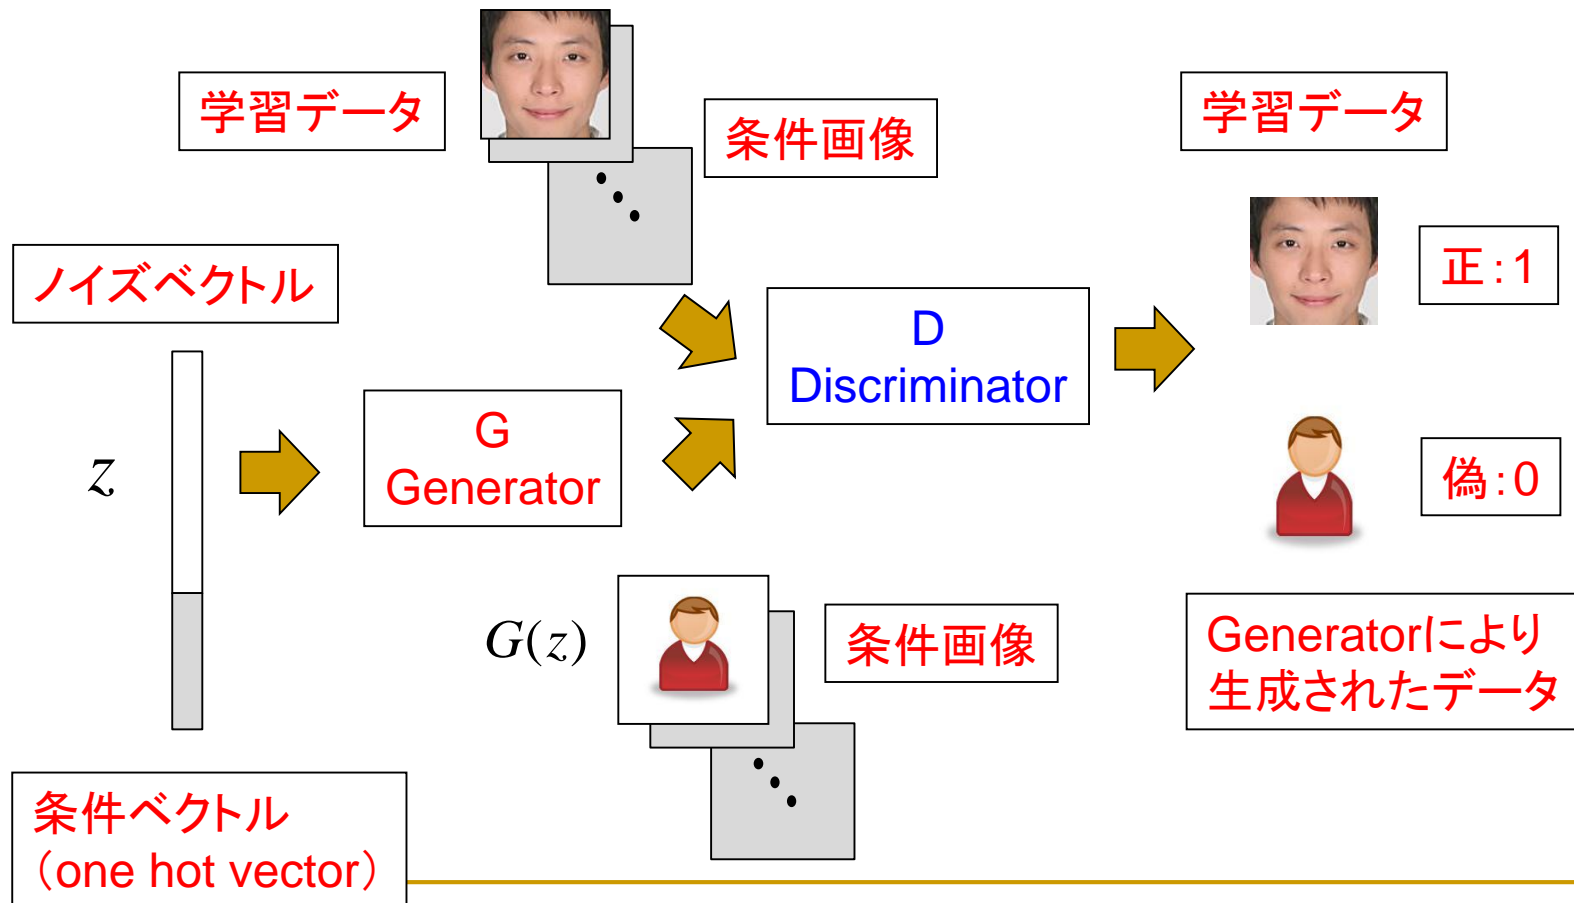 学習データ
条件画像
学習データ
ノイズベクトル
正：1
D
Discriminator
z
G
Generator
偽：0
G(z)
条件画像
Generatorにより
生成されたデータ
条件ベクトル
（one hot vector）